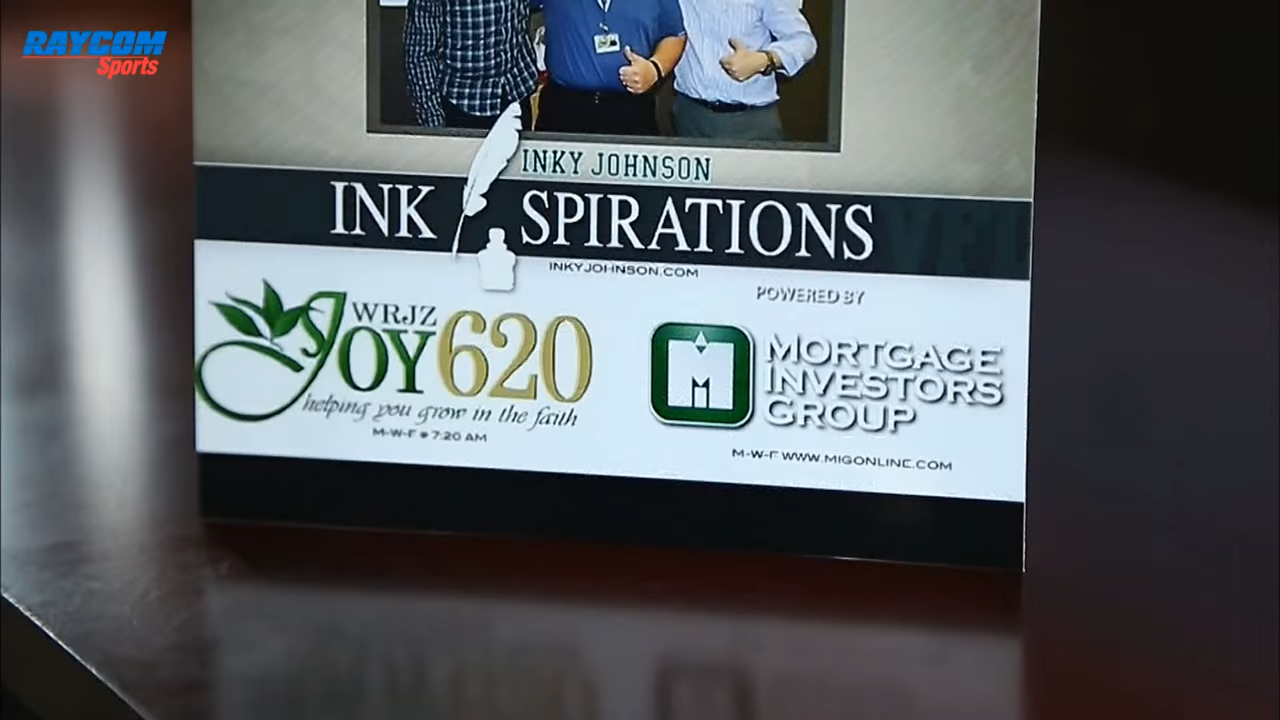 RAYCOM
Sports
INKY JOHNSON
INK SPIRATIONS
VFL
INKYJOHNSON.COM
WRJZ
JOY620
helping you grow in the faith
M-W-F • 7:20 AM
POWERED BY
MORTGAGE
INVESTORS
GROUP
M-W-F WWW.MIGONLINE.COM